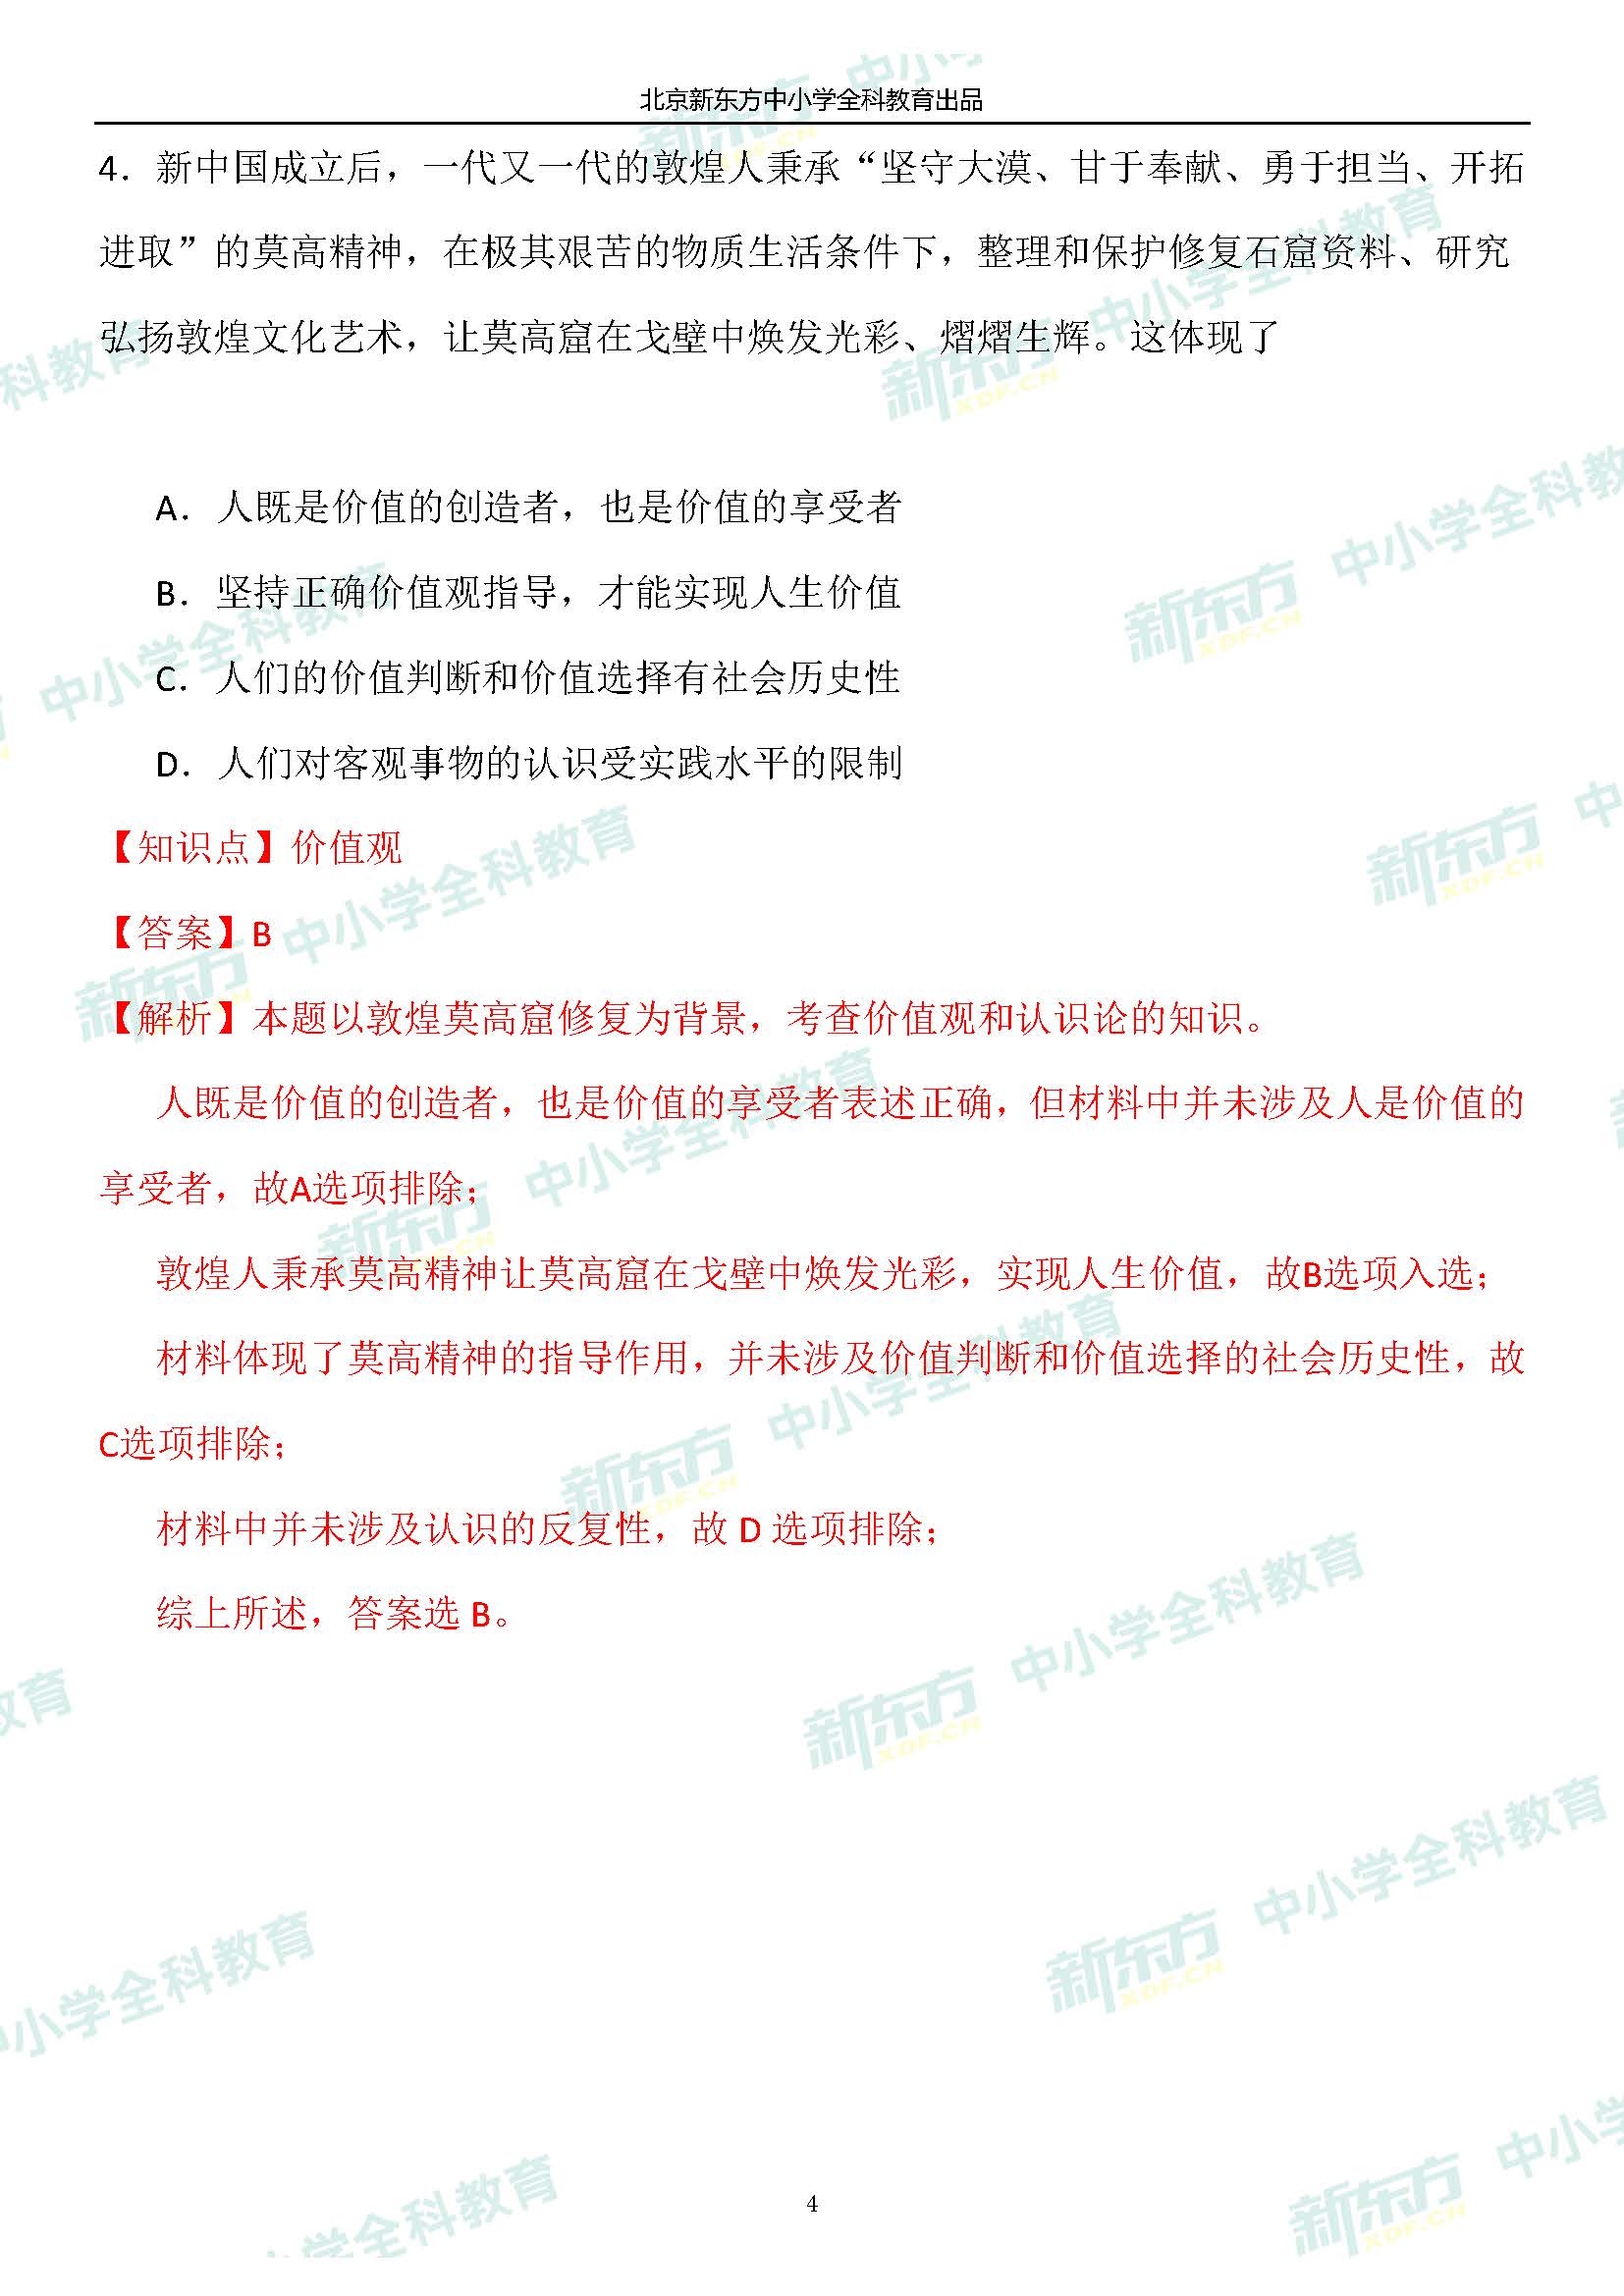 北京新东方中小学全科教育出品
4．新中国成立后，一代又一代的敦煌人秉承“坚守大漠、甘于奉献、勇于担当、开拓
进取”的莫高精神，在极其艰苦的物质生活条件下，整理和保护修复石窟资料、研究
弘扬敦煌文化艺术，让莫高窟在戈壁中焕发光彩、熠熠生辉。这体现了
A．人既是价值的创造者，也是价值的享受者
B．坚持正确价值观指导，才能实现人生价值
C．人们的价值判断和价值选择有社会历史性
D．人们对客观事物的认识受实践水平的限制
【知识点】价值观
【答案】B
【解析】本题以敦煌莫高窟修复为背景，考查价值观和认识论的知识。
人既是价值的创造者，也是价值的享受者表述正确，但材料中并未涉及人是价值的
享受者，故A选项排除；
敦煌人秉承莫高精神让莫高窟在戈壁中焕发光彩，实现人生价值，故B选项入选；
材料体现了莫高精神的指导作用，并未涉及价值判断和价值选择的社会历史性，故
C选项排除；
材料中并未涉及认识的反复性，故 D 选项排除；
综上所述，答案选 B。
4
新东方 XDF.CN 中小学全科教育